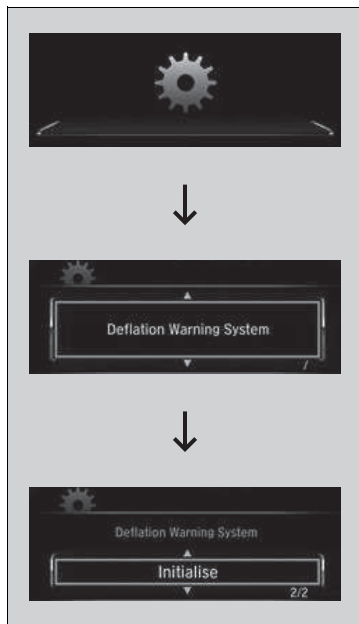 Deflation Warning System
/
Deflation Warning System
Initialise
2/2